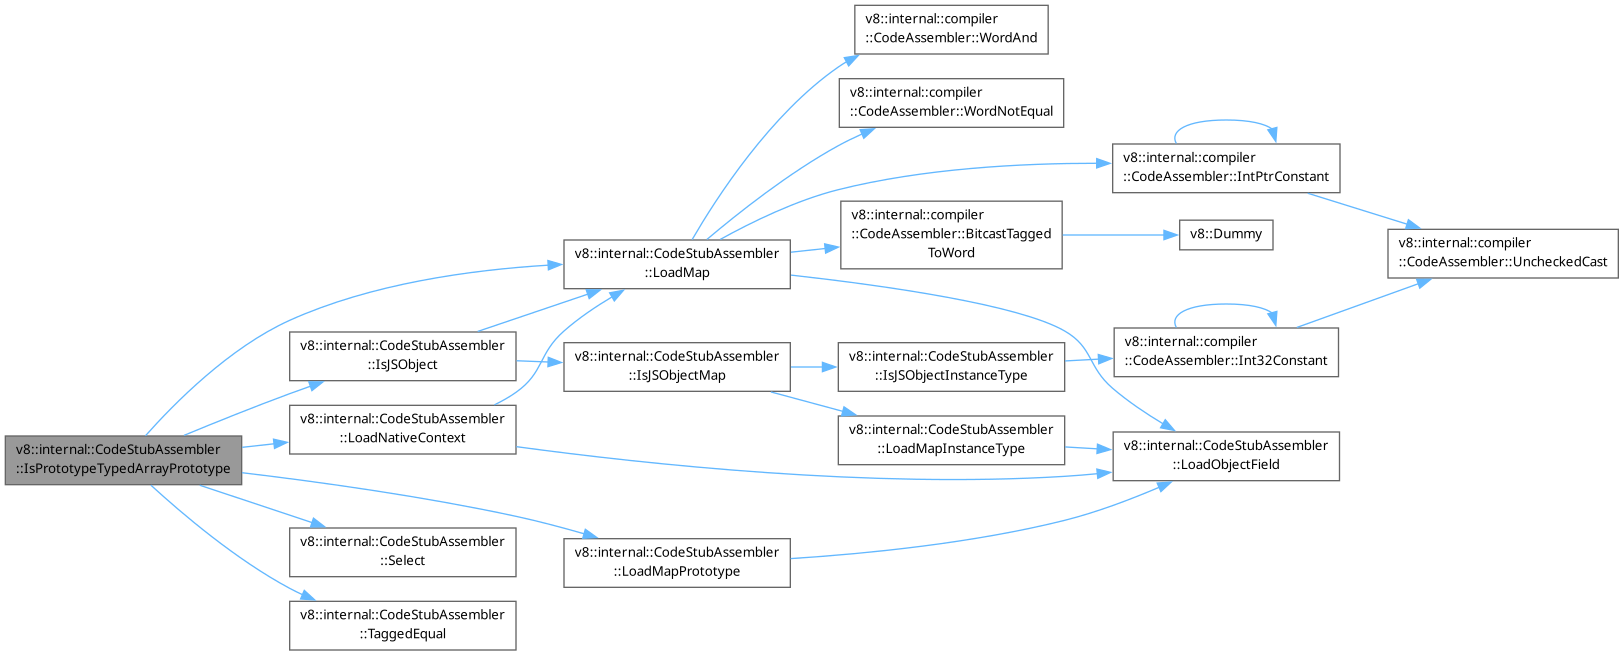 v8::internal::compiler
::CodeAssembler::WordAnd
v8::internal::compiler
::CodeAssembler::WordNotEqual
v8::internal::compiler
::CodeAssembler::IntPtrConstant
v8::internal::compiler
::CodeAssembler::BitcastTagged
ToWord
v8::Dummy
v8::internal::compiler
::CodeAssembler::UncheckedCast
v8::internal::CodeStubAssembler
::LoadMap
v8::internal::CodeStubAssembler
::IsJSObject
v8::internal::CodeStubAssembler
::IsJSObjectMap
v8::internal::CodeStubAssembler
::IsJSObjectInstanceType
v8::internal::compiler
::CodeAssembler::Int32Constant
v8::internal::CodeStubAssembler
::LoadNativeContext
v8::internal::CodeStubAssembler
::LoadMapInstanceType
v8::internal::CodeStubAssembler
::LoadObjectField
v8::internal::CodeStubAssembler
::IsPrototypeTypedArrayPrototype
v8::internal::CodeStubAssembler
::Select
v8::internal::CodeStubAssembler
::LoadMapPrototype
v8::internal::CodeStubAssembler
::TaggedEqual